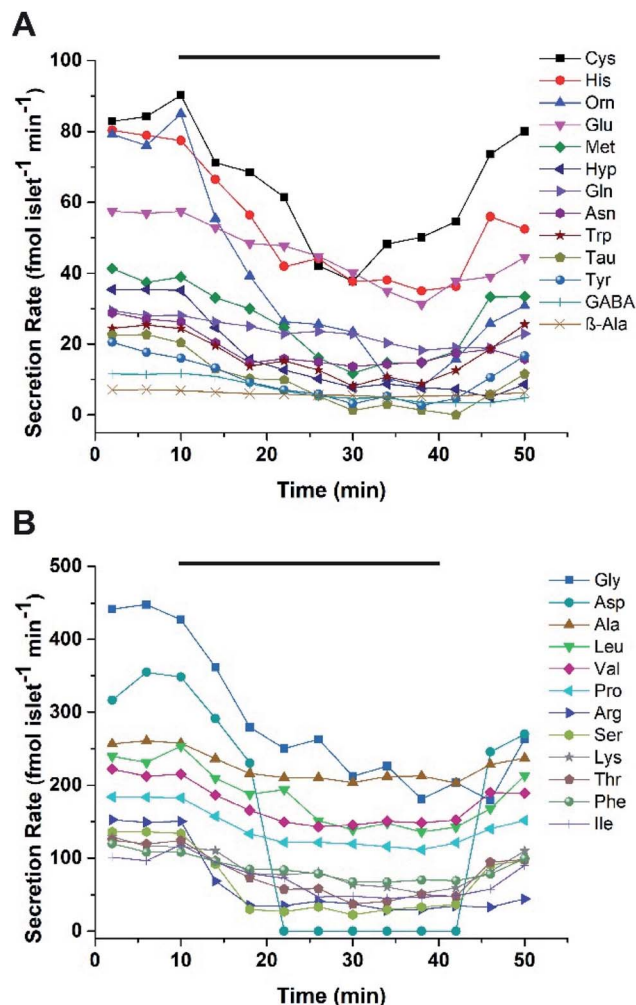 A
100
80
60
40
20
0
Secretion Rate (fmol islet⁻¹ min⁻¹)
0 10 20 30 40 50
Time (min)
Cys
His
Orn
Glu
Met
Hyp
Gln
Asn
Trp
Tau
Tyr
GABA
ß-Ala
B
500
400
300
200
100
0
Secretion Rate (fmol islet⁻¹ min⁻¹)
0 10 20 30 40 50
Time (min)
Gly
Asp
Ala
Leu
Val
Pro
Arg
Ser
Lys
Thr
Phe
Ile